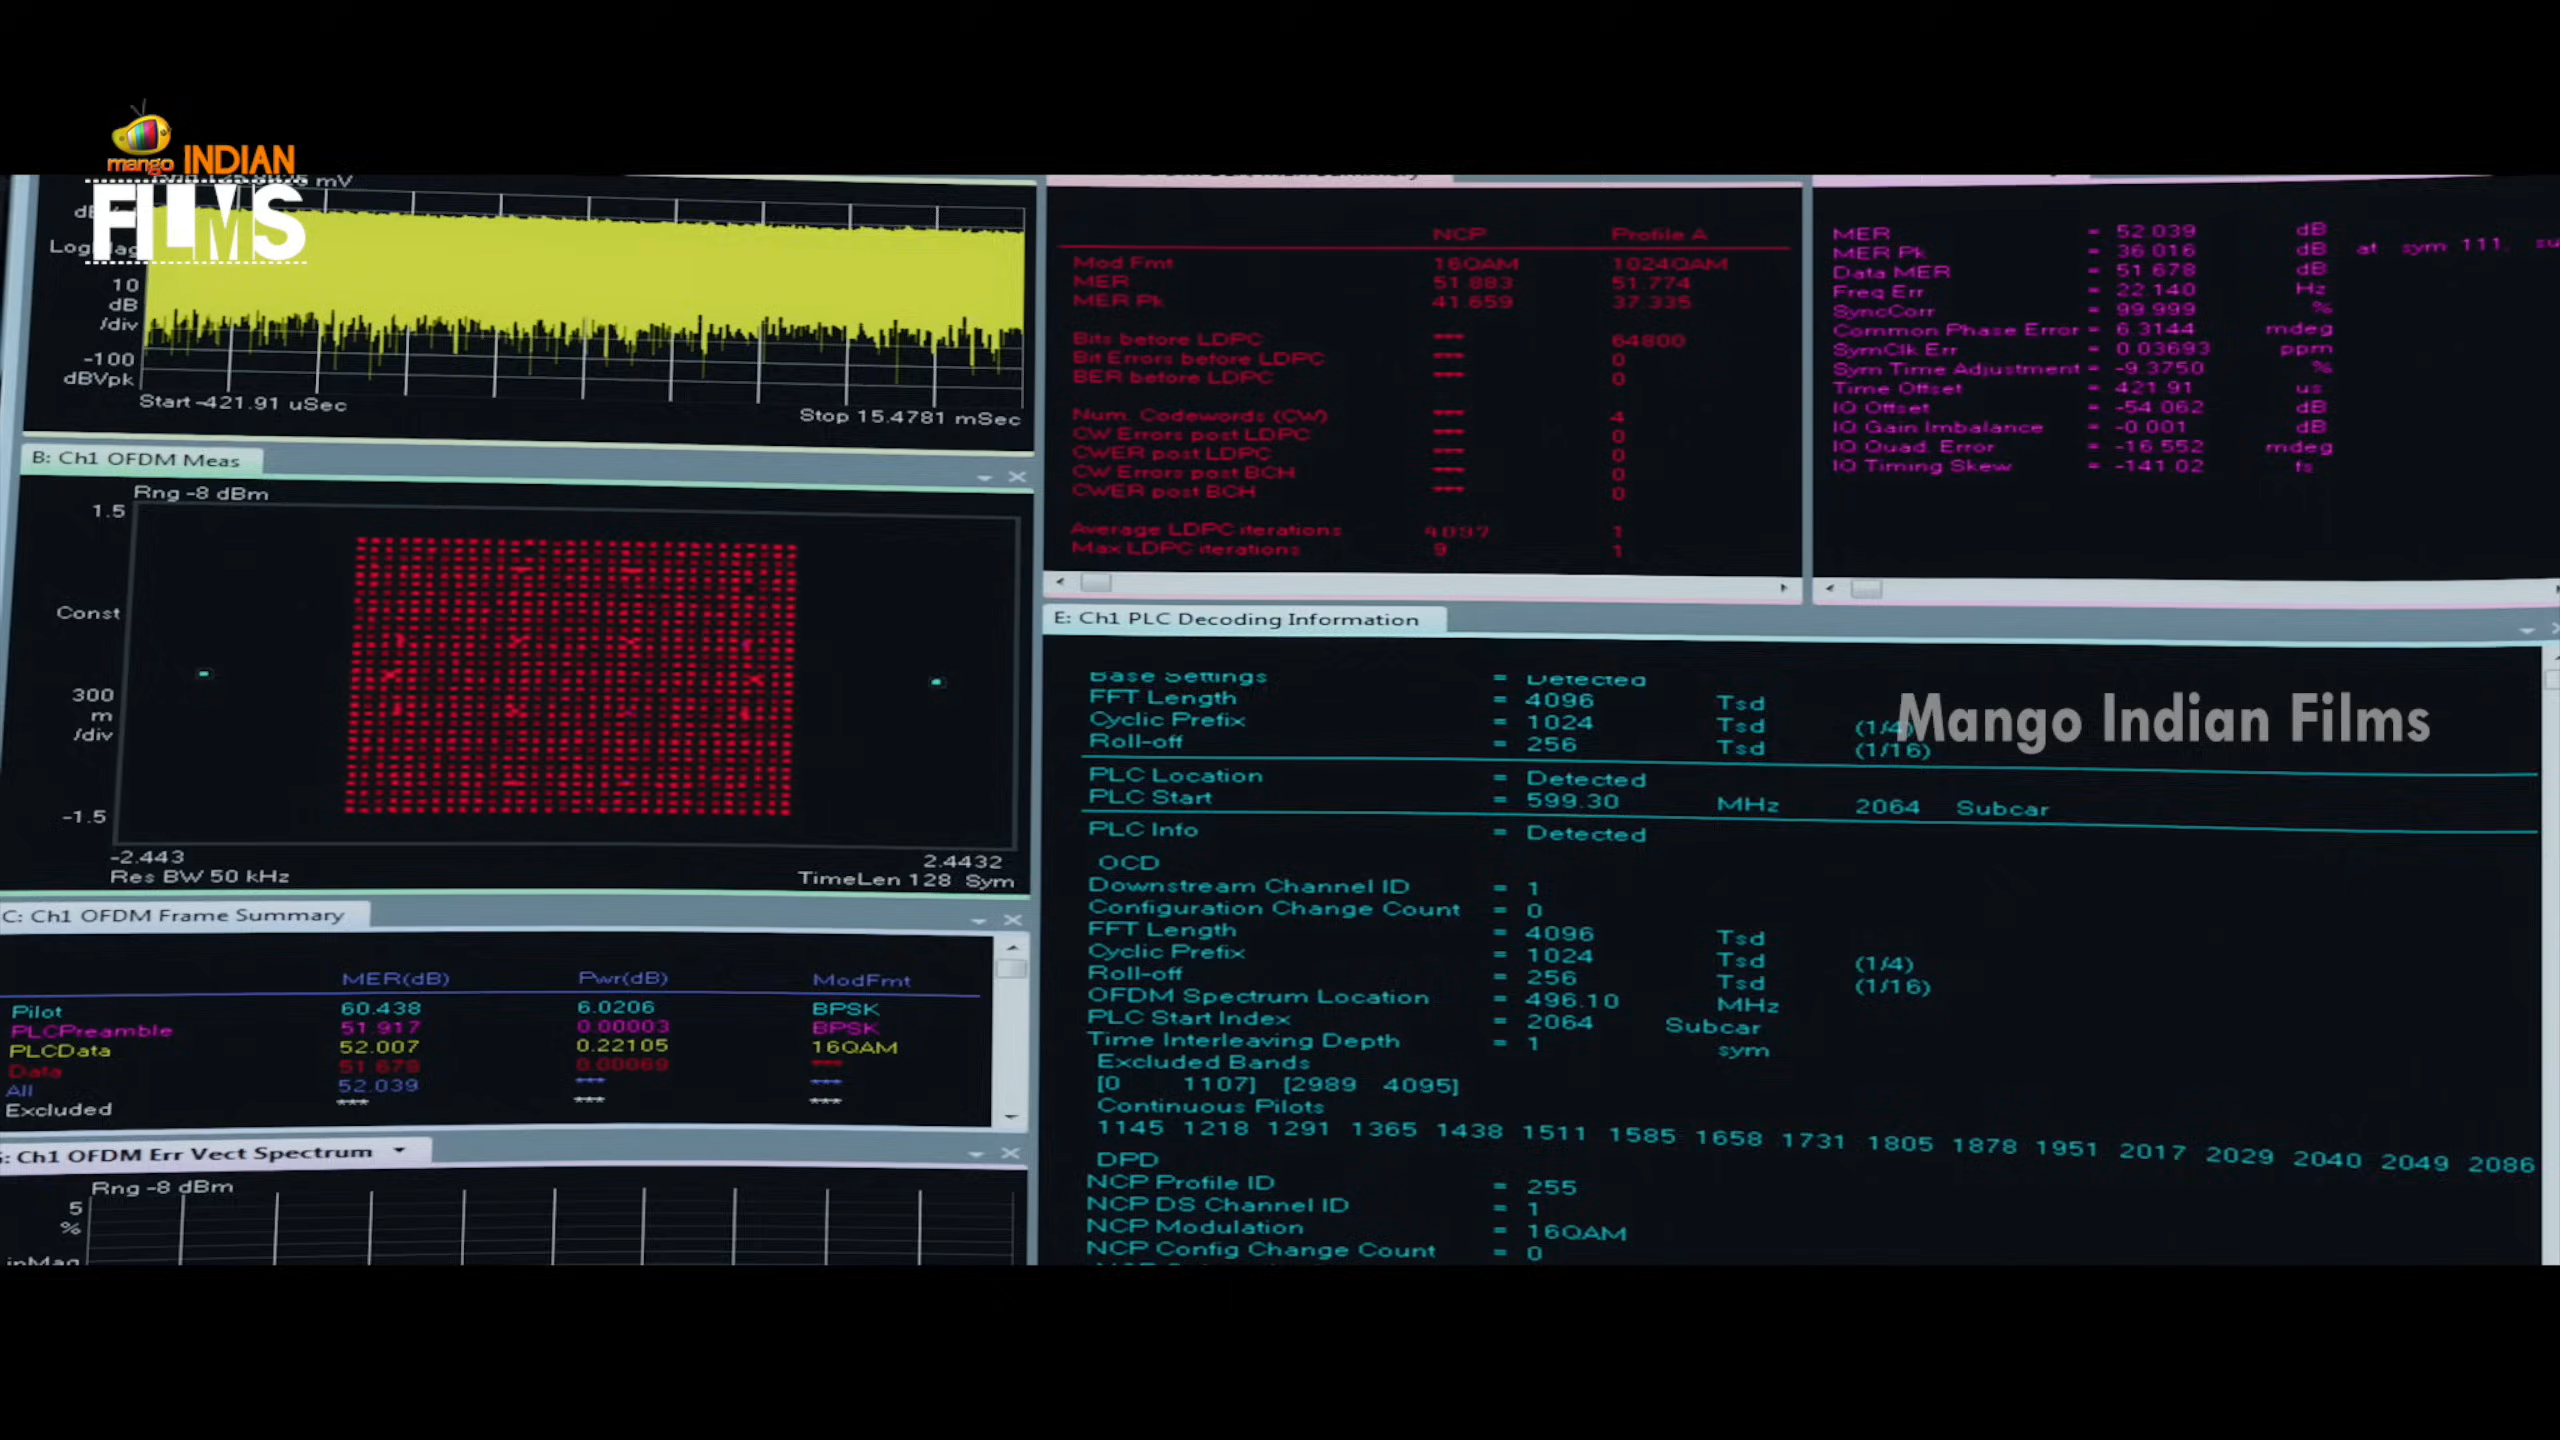 mango INDIAN
FILMS
mV
10
dB
/div
-100
dBVpk
Start -421.91 uSec
Stop 15.4781 mSec
B: Ch1 OFDM Meas
Rng -8 dBm
1.5
Const
300
m
/div
-1.5
-2.443
2.4432
Res BW 50 kHz
TimeLen 128 Sym
C: Ch1 OFDM Frame Summary
MER(dB) Pwr(dB) ModFmt
Pilot 60.438 6.0206 BPSK
PLCPreamble 51.917 0.00003 BPSK
PLCData 52.007 0.22105 16QAM
Data 51.678 0.00069 ***
All 52.039 *** ***
Excluded *** *** ***
: Ch1 OFDM Err Vect Spectrum
Rng -8 dBm
5
%
NCP Profile A
Mod Fmt 16QAM 1024QAM
MER 51.883 51.774
MER Pk 41.659 37.335
Bits before LDPC *** 64800
Bit Errors before LDPC *** 0
BER before LDPC *** 0
Num. Codewords (CW) *** 4
CW Errors post LDPC *** 0
CWER post LDPC *** 0
CW Errors post BCH *** 0
CWER post BCH *** 0
Average LDPC iterations 1
Max LDPC iterations 9 1
MER = 52.039 dB
MER Pk = 36.016 dB at sym 111,
Data MER = 51.678 dB
Freq Err = 22.140 Hz
SyncCorr = 99.999 %
Common Phase Error = 6.3144 mdeg
SymClk Err = 0.03693 ppm
Sym Time Adjustment = -9.3750 %
Time Offset = 421.91 us
IQ Offset = -54.062 dB
IQ Gain Imbalance = -0.001 dB
IQ Quad. Error = -16.552 mdeg
IQ Timing Skew = -141.02 fs
E: Ch1 PLC Decoding Information
Base Settings = Detected
FFT Length = 4096 Tsd
Cyclic Prefix = 1024 Tsd (1/4)
Roll-off = 256 Tsd (1/16)
Mango Indian Films
PLC Location = Detected
PLC Start = 599.30 MHz 2064 Subcar
PLC Info = Detected
OCD
Downstream Channel ID = 1
Configuration Change Count = 0
FFT Length = 4096 Tsd
Cyclic Prefix = 1024 Tsd (1/4)
Roll-off = 256 Tsd (1/16)
OFDM Spectrum Location = 496.10 MHz
PLC Start Index = 2064 Subcar
Time Interleaving Depth = 1 sym
Excluded Bands
[0 1107] [2989 4095]
Continuous Pilots
1145 1218 1291 1365 1438 1511 1585 1658 1731 1805 1878 1951 2017 2029 2040 2049 2086
DPD
NCP Profile ID = 255
NCP DS Channel ID = 1
NCP Modulation = 16QAM
NCP Config Change Count = 0